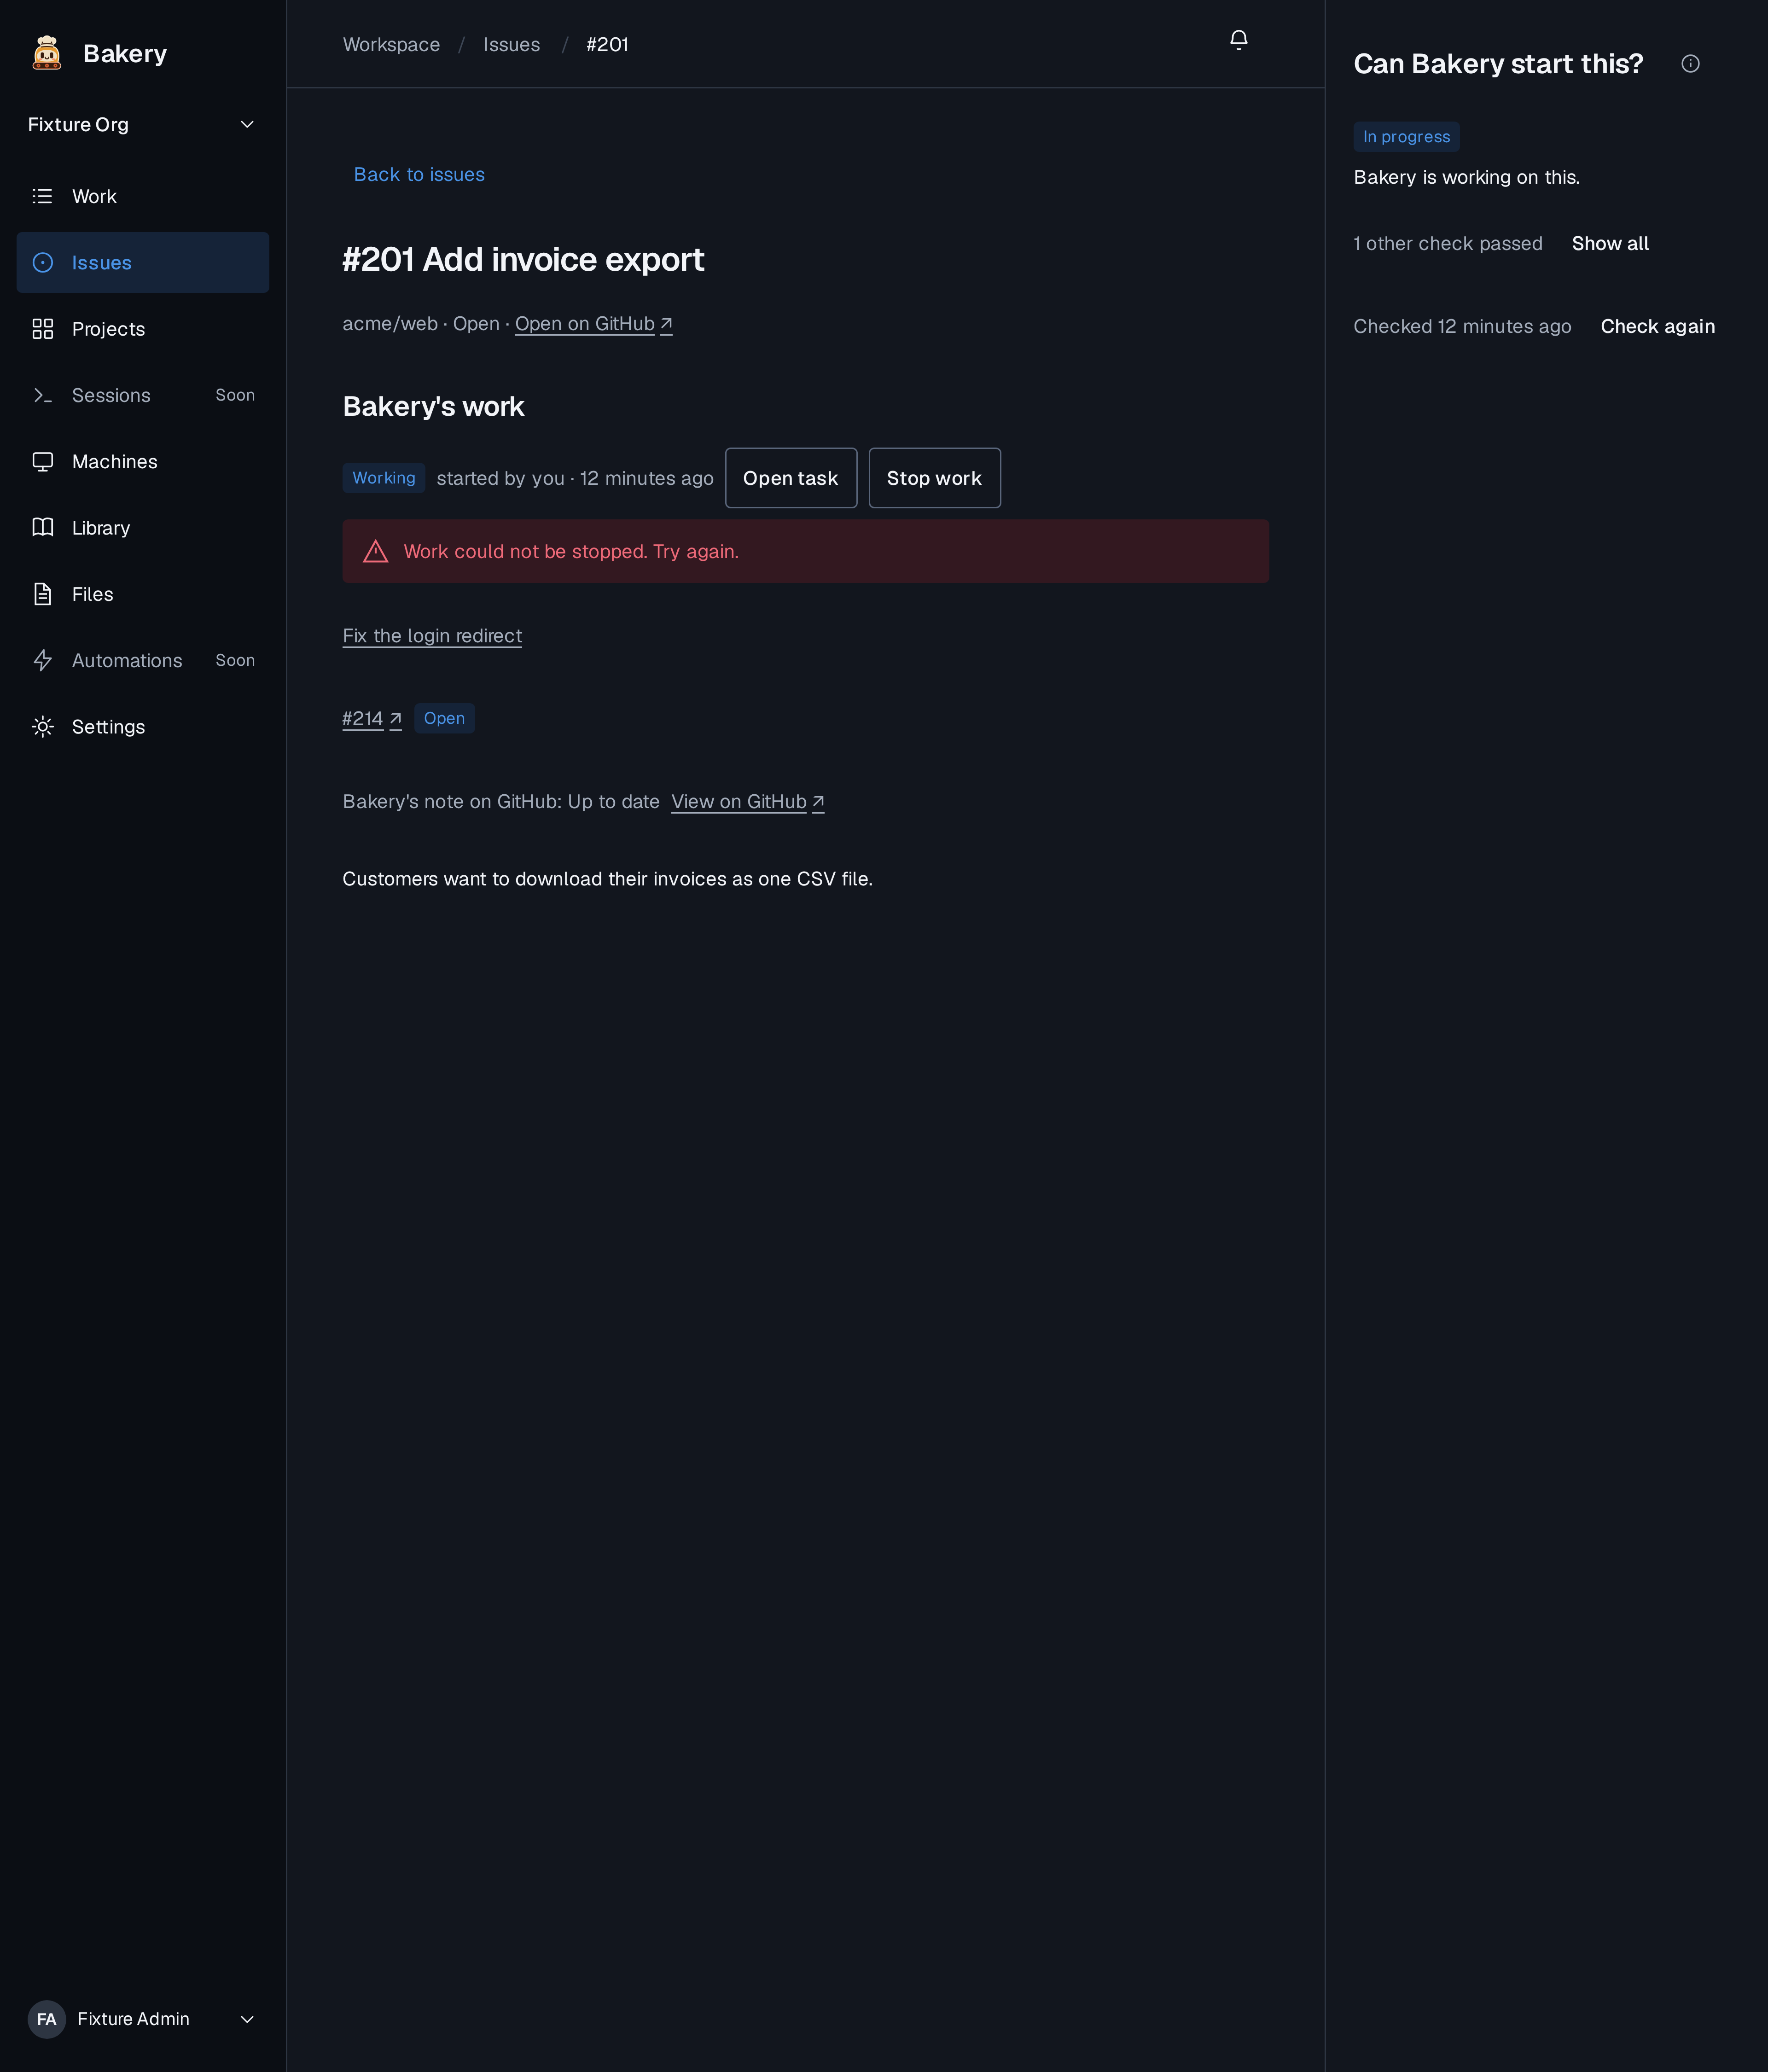 Bakery
Fixture Org
Work
Issues
Projects
Sessions Soon
Machines
Library
Files
Automations Soon
Settings
FA Fixture Admin
Workspace / Issues / #201
Back to issues
#201 Add invoice export
acme/web · Open · Open on GitHub ↗
Bakery's work
Working started by you · 12 minutes ago Open task Stop work
Work could not be stopped. Try again.
Fix the login redirect
#214 ↗ Open
Bakery's note on GitHub: Up to date View on GitHub ↗
Customers want to download their invoices as one CSV file.
Can Bakery start this?
In progress
Bakery is working on this.
1 other check passed Show all
Checked 12 minutes ago Check again